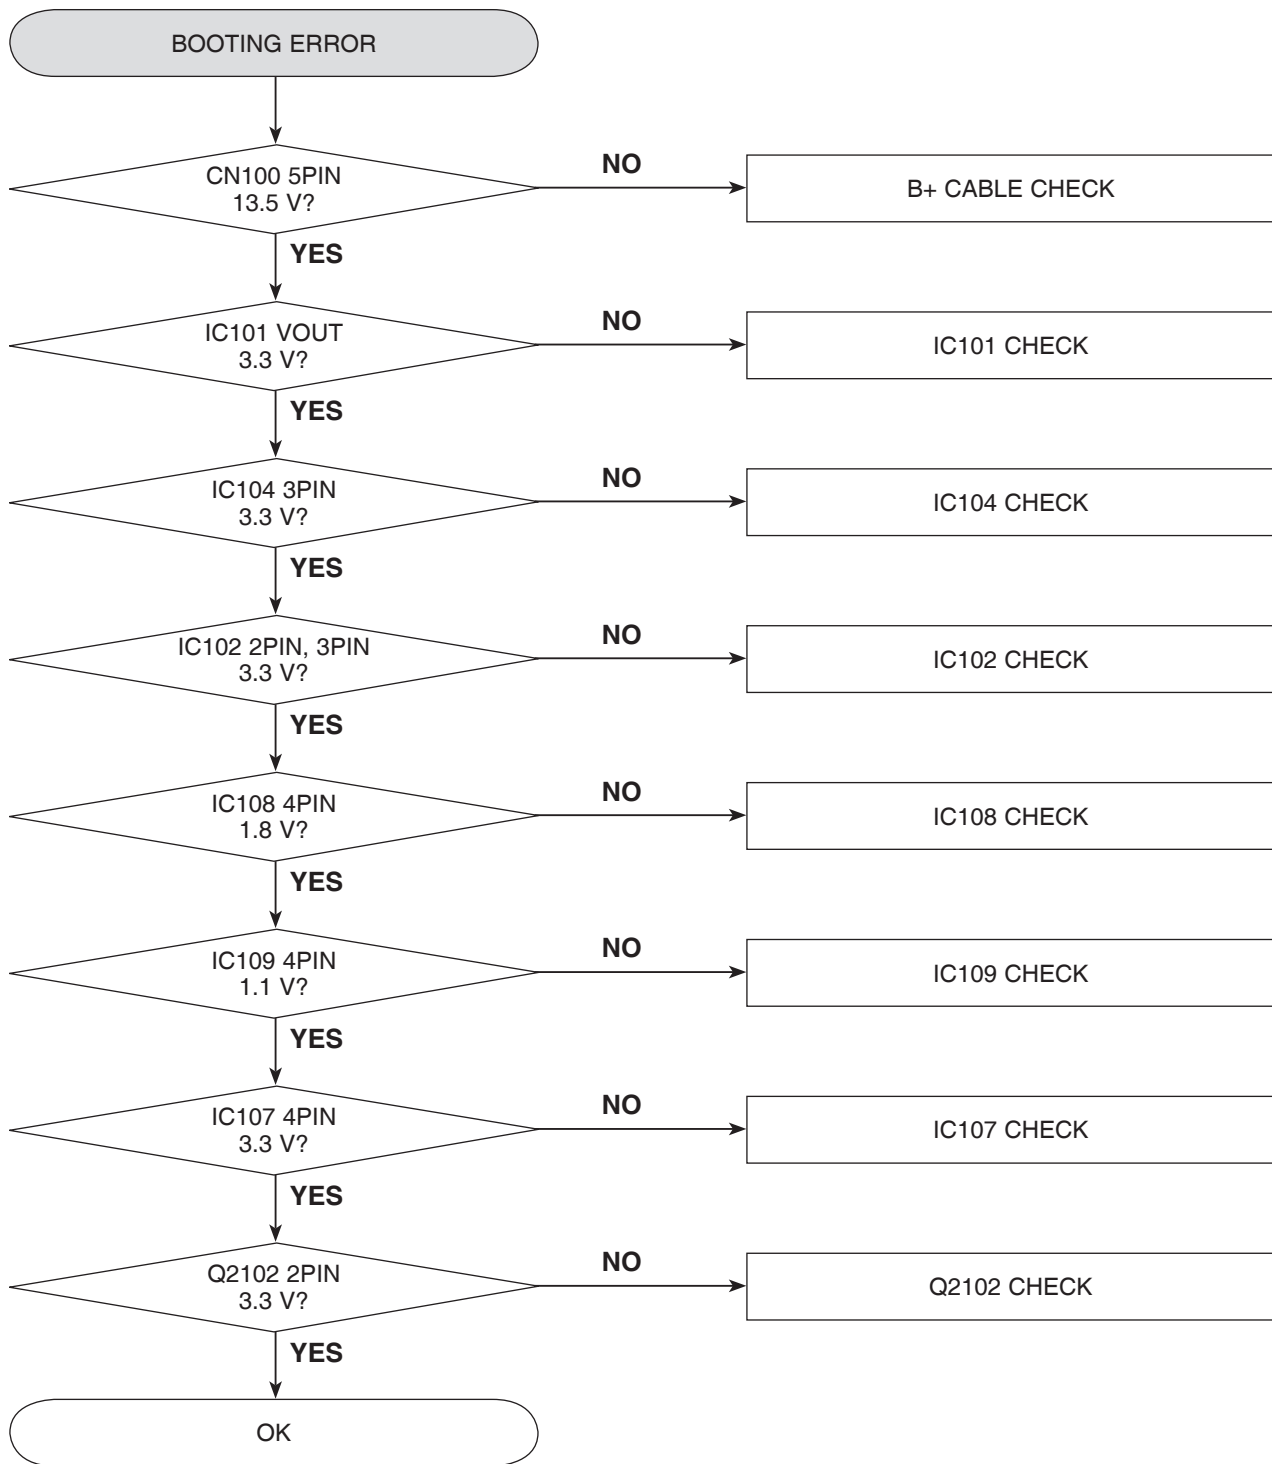 BOOTING ERROR
CN100 5PIN
13.5 V?
NO
B+ CABLE CHECK
YES
IC101 VOUT
3.3 V?
NO
IC101 CHECK
YES
IC104 3PIN
3.3 V?
NO
IC104 CHECK
YES
IC102 2PIN, 3PIN
3.3 V?
NO
IC102 CHECK
YES
IC108 4PIN
1.8 V?
NO
IC108 CHECK
YES
IC109 4PIN
1.1 V?
NO
IC109 CHECK
YES
IC107 4PIN
3.3 V?
NO
IC107 CHECK
YES
Q2102 2PIN
3.3 V?
NO
Q2102 CHECK
YES
OK